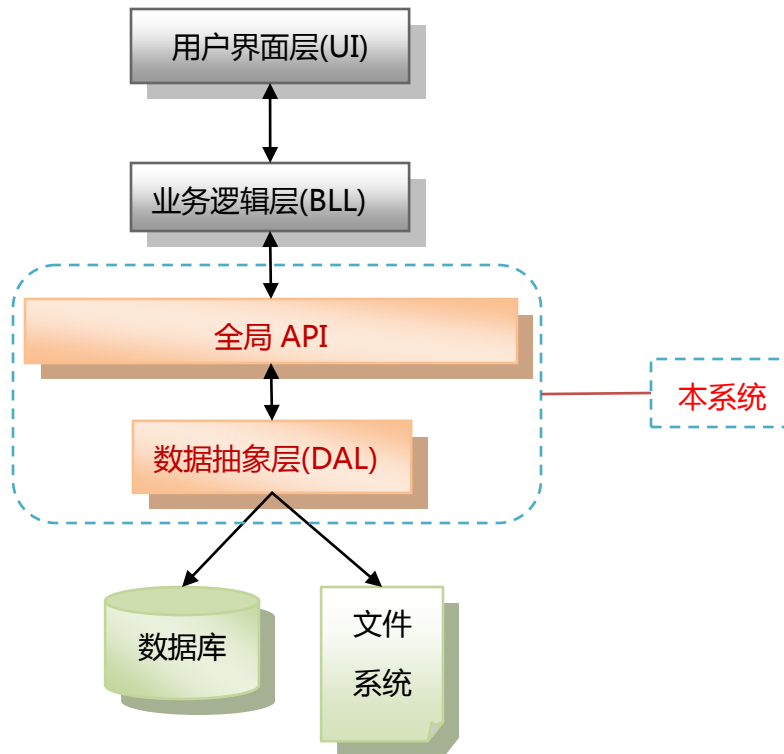 用户界面层(UI)
业务逻辑层(BLL)
全局 API
本系统
数据抽象层(DAL)
数据库
文件
系统